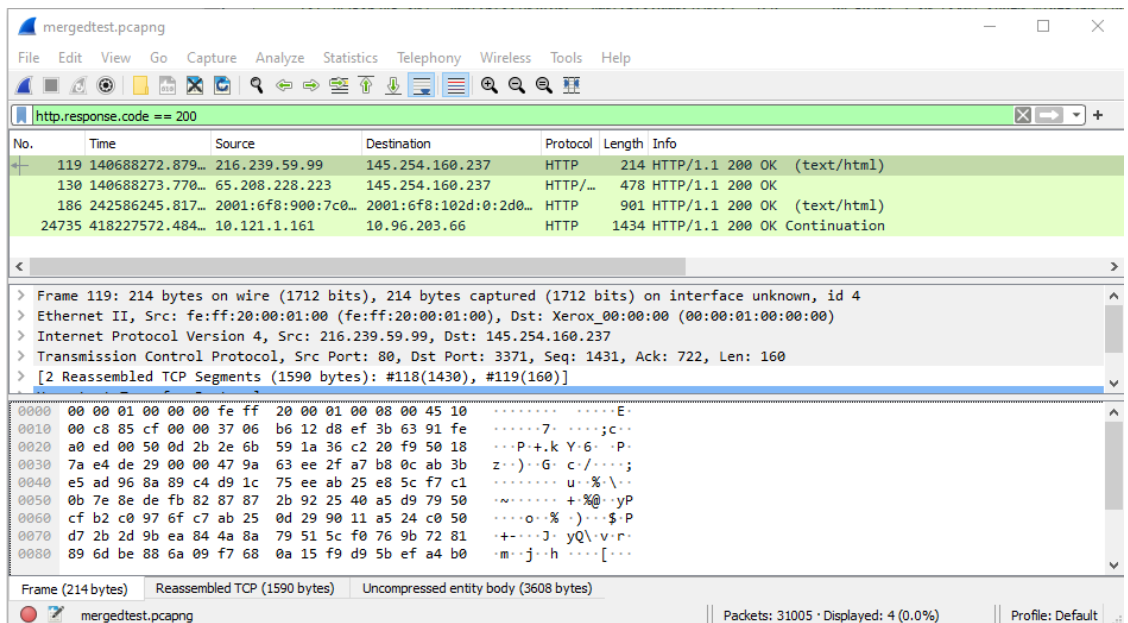 mergedtest.pcapng
File Edit View Go Capture Analyze Statistics Telephony Wireless Tools Help
http.response.code == 200
No. Time Source Destination Protocol Length Info
119 140688272.879… 216.239.59.99 145.254.160.237 HTTP 214 HTTP/1.1 200 OK (text/html)
130 140688273.770… 65.208.228.223 145.254.160.237 HTTP/… 478 HTTP/1.1 200 OK
186 242586245.817… 2001:6f8:900:7c0… 2001:6f8:102d:0:2d0… HTTP 901 HTTP/1.1 200 OK (text/html)
24735 418227572.484… 10.121.1.161 10.96.203.66 HTTP 1434 HTTP/1.1 200 OK Continuation
> Frame 119: 214 bytes on wire (1712 bits), 214 bytes captured (1712 bits) on interface unknown, id 4
> Ethernet II, Src: fe:ff:20:00:01:00 (fe:ff:20:00:01:00), Dst: Xerox_00:00:00 (00:00:01:00:00:00)
> Internet Protocol Version 4, Src: 216.239.59.99, Dst: 145.254.160.237
> Transmission Control Protocol, Src Port: 80, Dst Port: 3371, Seq: 1431, Ack: 722, Len: 160
> [2 Reassembled TCP Segments (1590 bytes): #118(1430), #119(160)]
0000 00 00 01 00 00 00 fe ff 20 00 01 00 08 00 45 10 ········ ·····E·
0010 00 c8 85 cf 00 00 37 06 b6 12 d8 ef 3b 63 91 fe ······7· ····;c··
0020 a0 ed 00 50 0d 2b 2e 6b 59 1a 36 c2 20 f9 50 18 ···P·+.k Y·6· ·P·
0030 7a e4 de 29 00 00 47 9a 63 ee 2f a7 b8 0c ab 3b z··)··G· c·/····;
0040 e5 ad 96 8a 89 c4 d9 1c 75 ee ab 25 e8 5c f7 c1 ········ u··%·\··
0050 0b 7e 8e de fb 82 87 87 2b 92 25 40 a5 d9 79 50 ·~······ +·%@··yP
0060 cf b2 c0 97 6f c7 ab 25 0d 29 90 11 a5 24 c0 50 ····o··% ·)···$·P
0070 d7 2b 2d 9b ea 84 4a 8a 79 51 5c f0 76 9b 72 81 ·+-···J· yQ\·v·r·
0080 89 6d be 88 6a 09 f7 68 0a 15 f9 d9 5b ef a4 b0 ·m··j··h ····[···
Frame (214 bytes) Reassembled TCP (1590 bytes) Uncompressed entity body (3608 bytes)
mergedtest.pcapng Packets: 31005 · Displayed: 4 (0.0%) Profile: Default